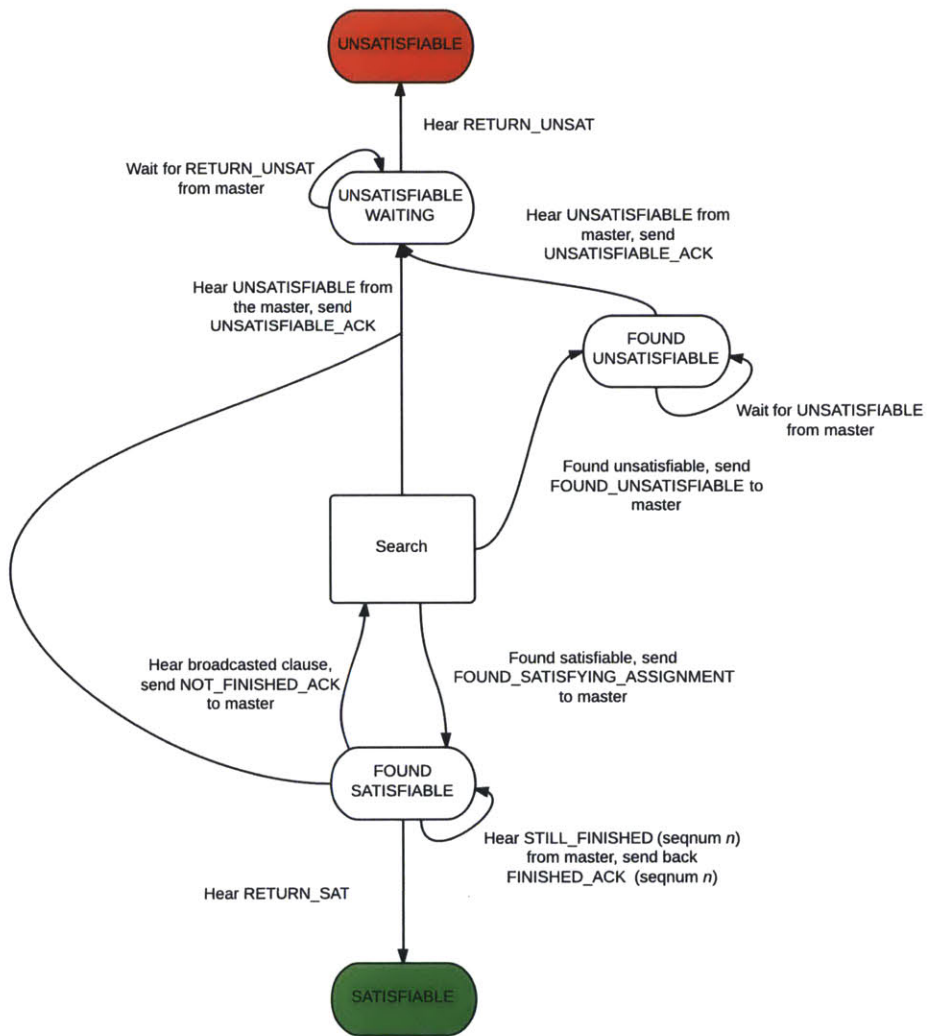 UNSATISFIABLE
Hear RETURN_UNSAT
Wait for RETURN_UNSAT
from master
UNSATISFIABLE
WAITING
Hear UNSATISFIABLE from
master, send
UNSATISFIABLE_ACK
Hear UNSATISFIABLE from
the master, send
UNSATISFIABLE_ACK
FOUND
UNSATISFIABLE
Wait for UNSATISFIABLE
from master
Found unsatisfiable, send
FOUND_UNSATISFIABLE to
master
Search
Hear broadcasted clause,
send NOT_FINISHED_ACK
to master
Found satisfiable, send
FOUND_SATISFYING_ASSIGNMENT
to master
FOUND
SATISFIABLE
Hear STILL_FINISHED (seqnum n)
from master, send back
FINISHED_ACK (seqnum n)
Hear RETURN_SAT
SATISFIABLE